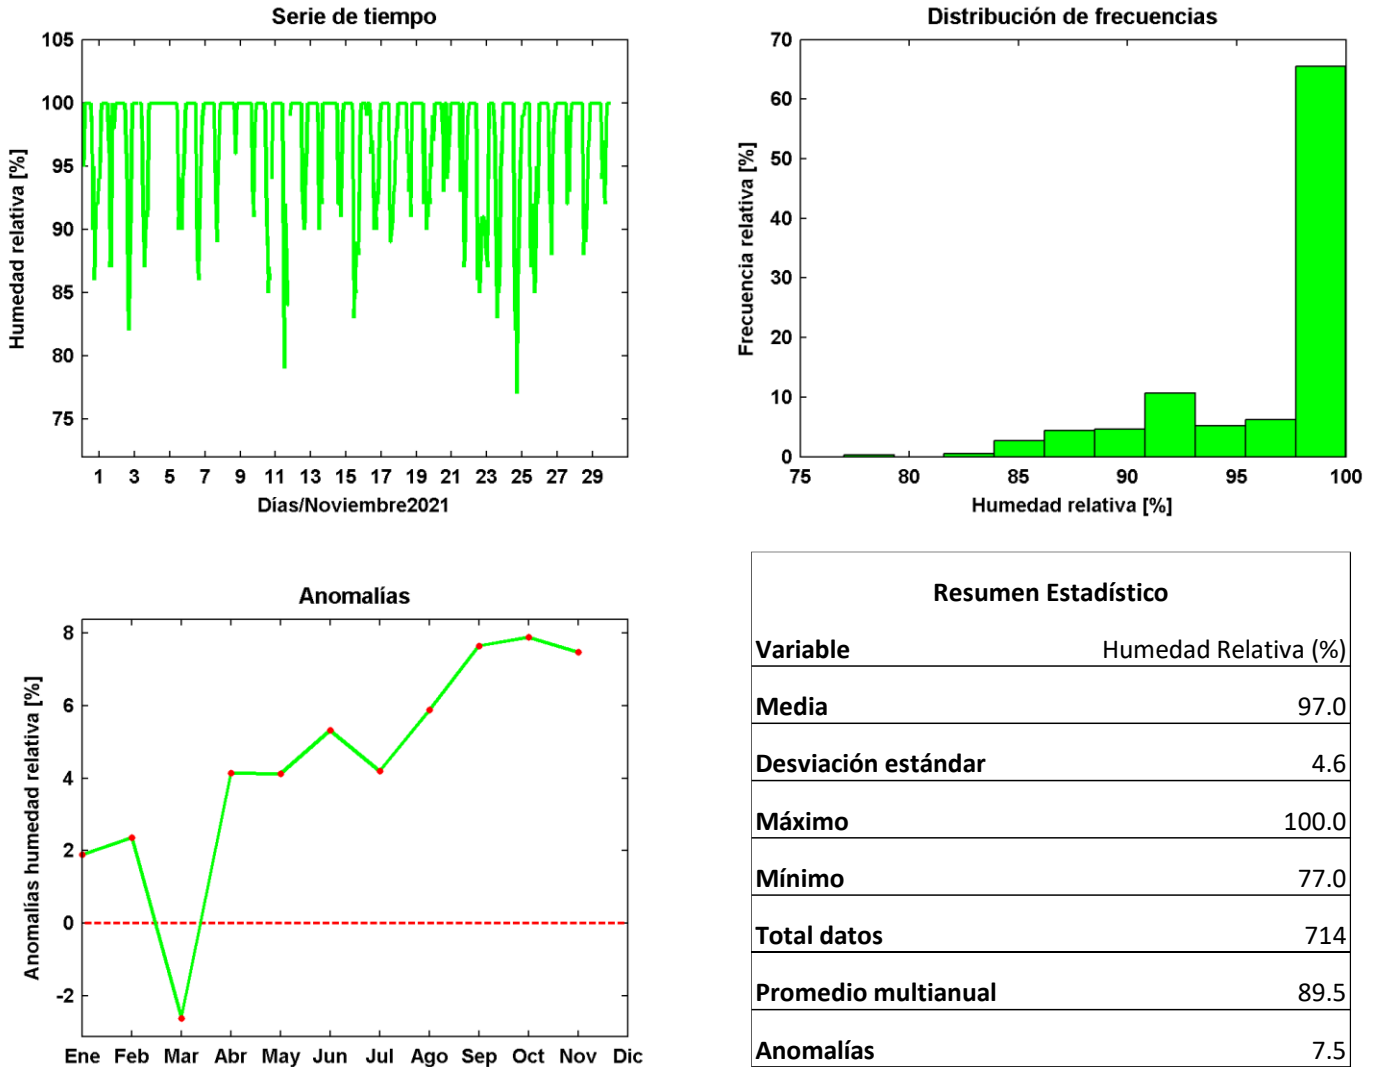 Serie de tiempo
105
100
95
90
85
80
75
Humedad relativa [%]
1 3 5 7 9 11 13 15 17 19 21 23 25 27 29
Días/Noviembre2021
Distribución de frecuencias
70
60
50
40
30
20
10
0
Frecuencia relativa [%]
75 80 85 90 95 100
Humedad relativa [%]
Anomalías
8
6
4
2
0
-2
Anomalías humedad relativa [%]
Ene Feb Mar Abr May Jun Jul Ago Sep Oct Nov Dic
Resumen Estadístico
Variable Humedad Relativa (%)
Media 97.0
Desviación estándar 4.6
Máximo 100.0
Mínimo 77.0
Total datos 714
Promedio multianual 89.5
Anomalías 7.5